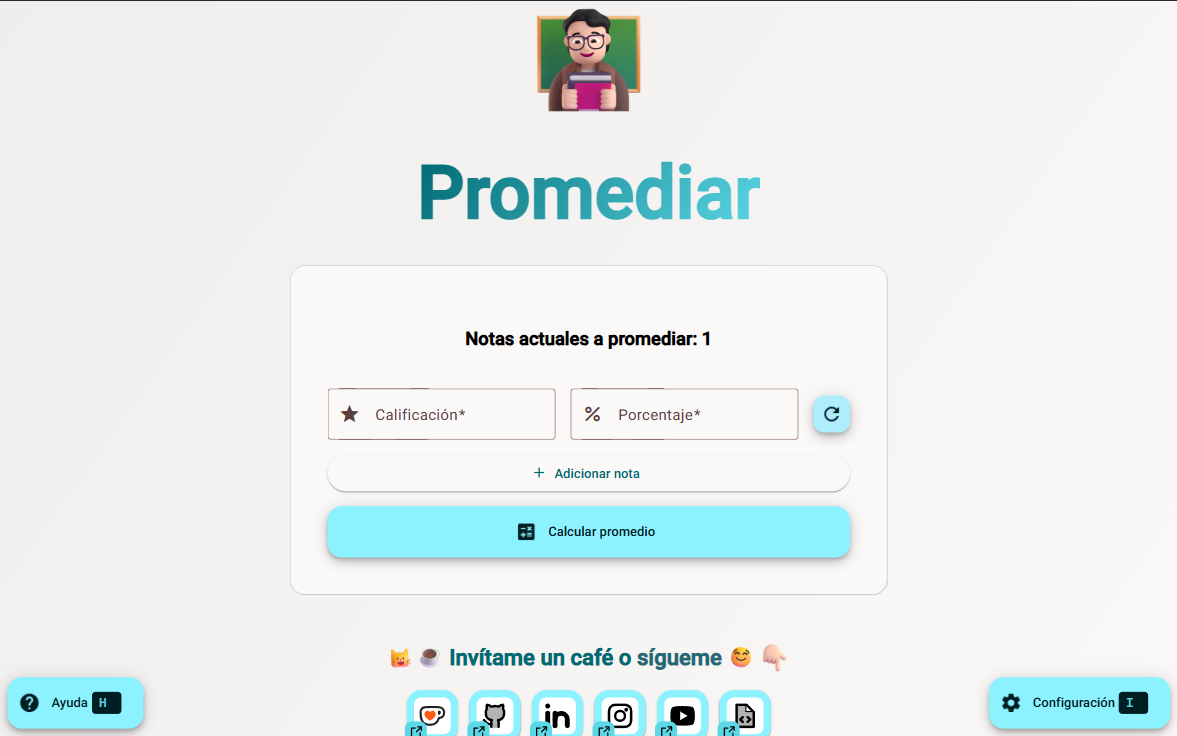 Promediar
Notas actuales a promediar: 1
Calificación*
Porcentaje*
Adicionar nota
Calcular promedio
Invítame un café o sígueme
Ayuda H
Configuración I